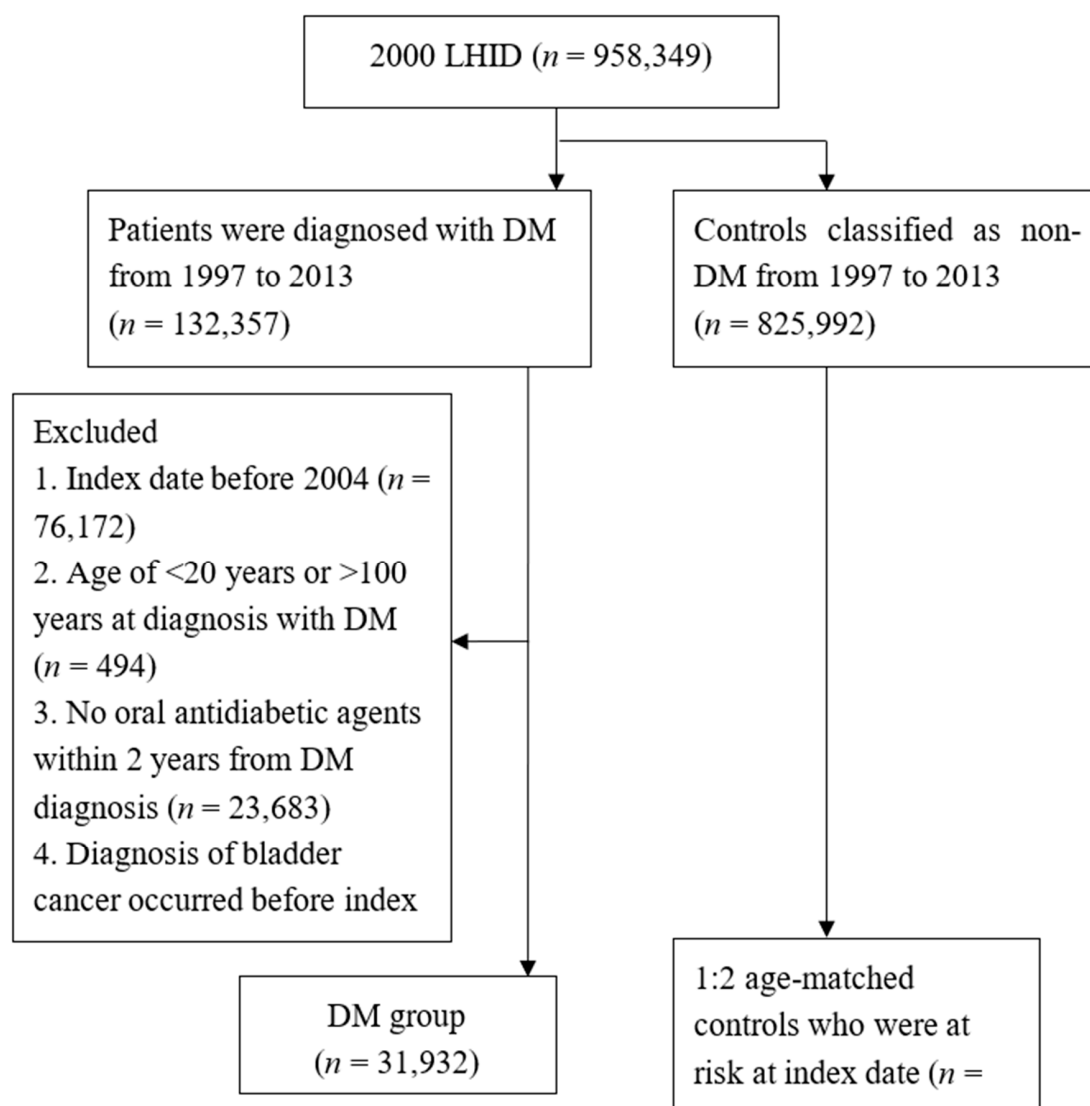 2000 LHID (n = 958,349)
Patients were diagnosed with DM
from 1997 to 2013
(n = 132,357)
Controls classified as non-
DM from 1997 to 2013
(n = 825,992)
Excluded
1. Index date before 2004 (n =
76,172)
2. Age of <20 years or >100
years at diagnosis with DM
(n = 494)
3. No oral antidiabetic agents
within 2 years from DM
diagnosis (n = 23,683)
4. Diagnosis of bladder
cancer occurred before index
DM group
(n = 31,932)
1:2 age-matched
controls who were at
risk at index date (n =